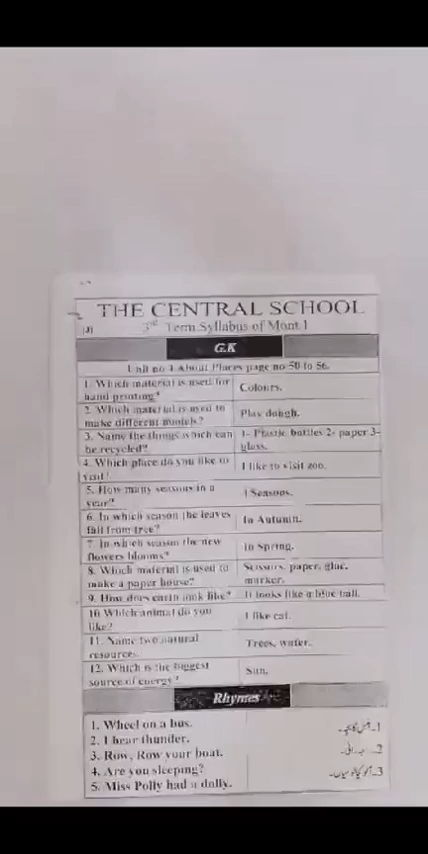 THE CENTRAL SCHOOL
3rd Term Syllabus of Mont 1
G.K
About Places page no 50 to 56.
1. Which material is used for hand printing? Colours.
2. Which material is used to make different models? Play dough.
3. Name the things which can be recycled? 1- Plastic bottles 2- paper 3- glass.
4. Which place do you like to visit? I like to visit zoo.
5. How many seasons in a year? Seasons.
6. In which season the leaves fall from tree? In Autumn.
7. In which season the new flowers blooms? In Spring.
8. Which material is used to make a paper house? Scissors, paper, glue, marker.
9. How does earth look like? It looks like a blue ball.
10. Which animal do you like? I like cat.
11. Name two natural resources. Trees, water.
12. Which is the biggest source of energy? Sun.
Rhymes
1. Wheel on a bus.
2. I hear thunder.
3. Row, Row your boat.
4. Are you sleeping?
5. Miss Polly had a dolly.